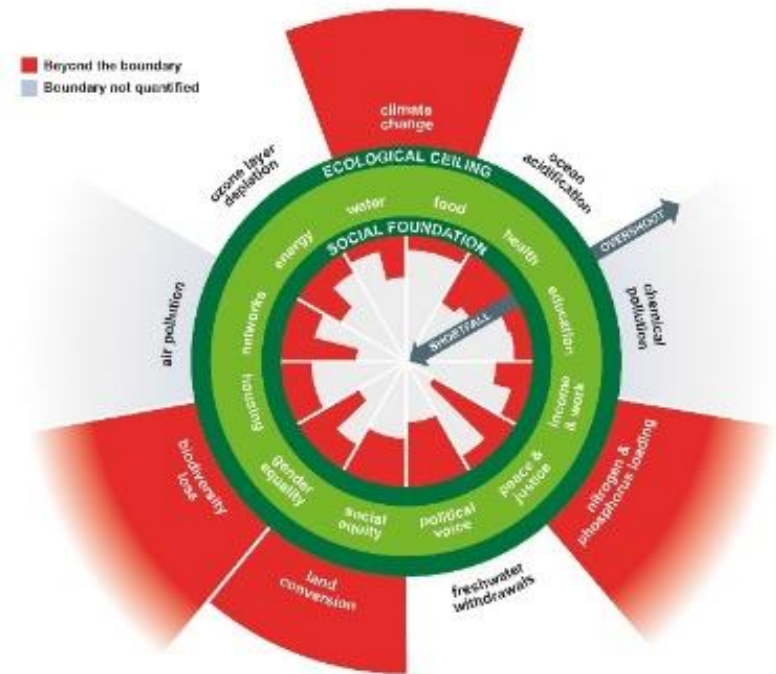 Beyond the boundary
Boundary not quantified
climate
change
ozone layer
depletion
ocean
acidification
ECOLOGICAL CEILING
water
food
SOCIAL FOUNDATION
energy
health
OVERSHOOT
air pollution
networks
SHORTFALL
education
chemical
pollution
housing
income
& work
biodiversity
loss
gender
equality
social
equity
political
voice
peace &
justice
nitrogen &
phosphorus loading
land
conversion
freshwater
withdrawals